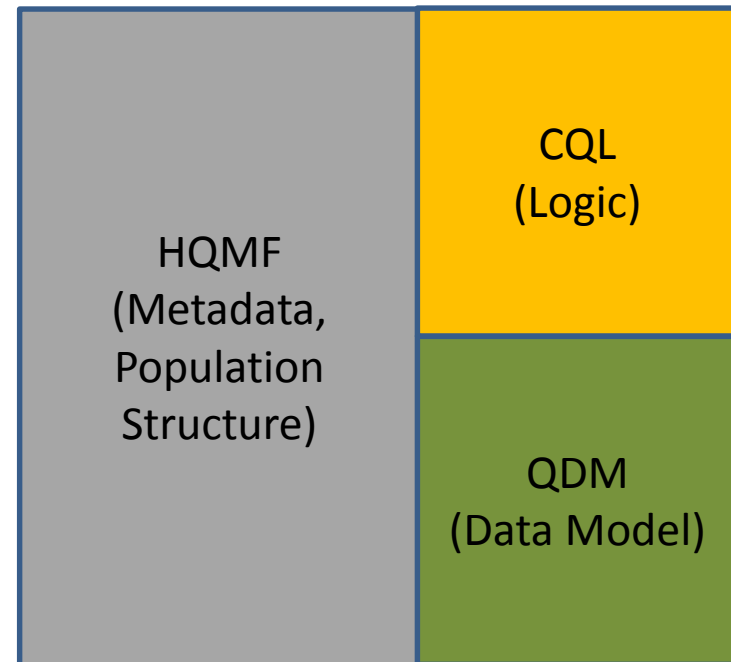 HQMF
(Metadata,
Population
Structure)
CQL
(Logic)
QDM
(Data Model)